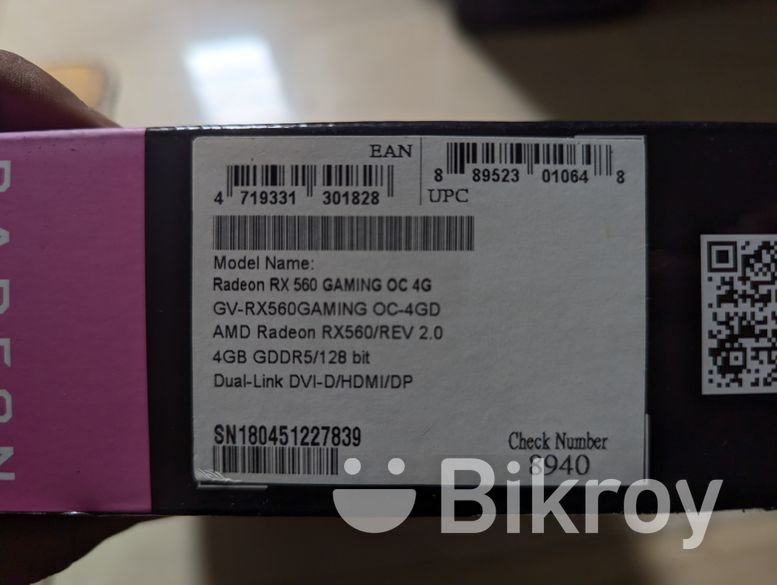 RADEON
EAN
4 719331 301828
8 89523 01064 8
UPC
Model Name:
Radeon RX 560 GAMING OC 4G
GV-RX560GAMING OC-4GD
AMD Radeon RX560/REV 2.0
4GB GDDR5/128 bit
Dual-Link DVI-D/HDMI/DP
SN180451227839
Check Number
8940
Bikroy